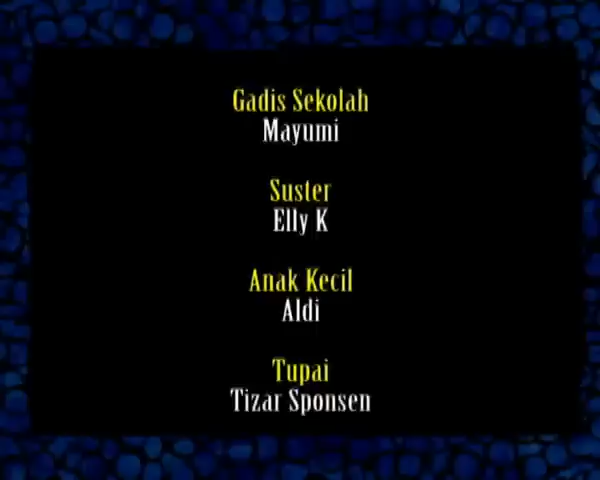 Gadis Sekolah
Mayumi
Suster
Elly K
Anak Kecil
Aldi
Tupai
Tizar Sponsen